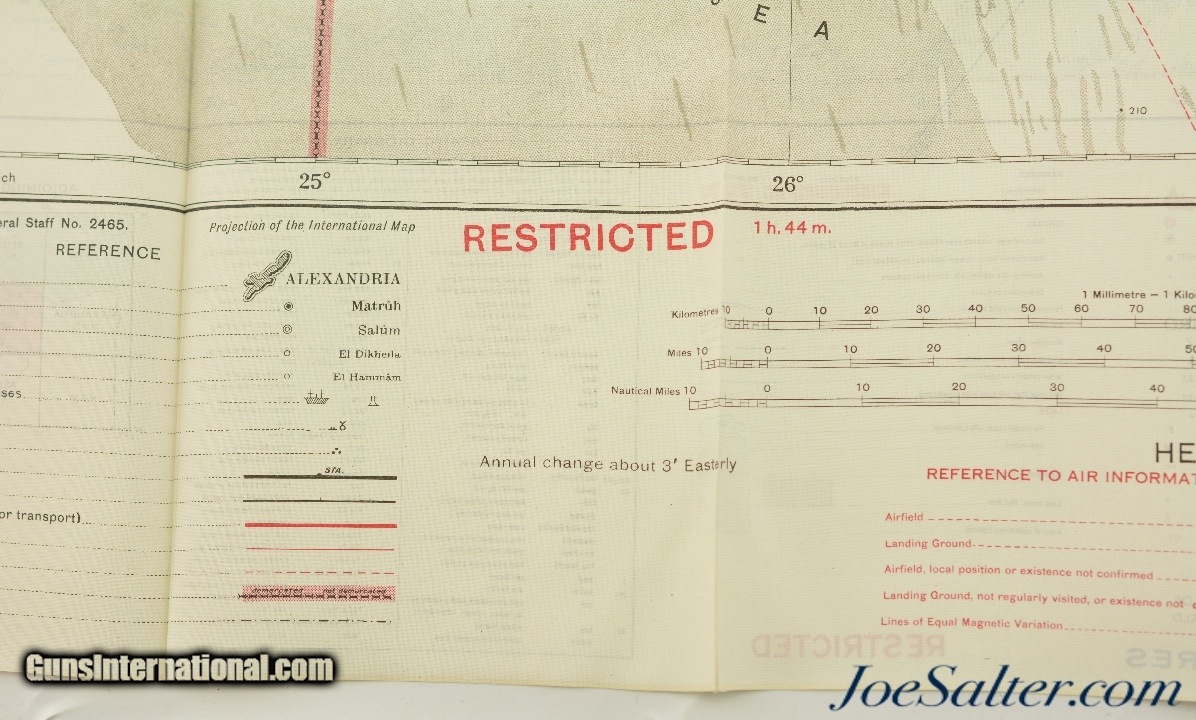 E
A
210
ch
25°
26°
eral Staff No. 2465.
Projection of the International Map
RESTRICTED
1 h. 44 m.
REFERENCE
ALEXANDRIA
Matrûh
Salûm
El Dikheila
El Hammâm
ses.
STA.
or transport)
1 Millimetre — 1 Kilo
Kilometres 10 0 10 20 30 40 50 60 70 80
Miles 10 0 10 20 30 40 50
Nautical Miles 10 0 10 20 30 40
Annual change about 3′ Easterly
HE
REFERENCE TO AIR INFORMAT
Airfield
Landing Ground
Airfield, local position or existence not confirmed
Landing Ground, not regularly visited, or existence not c
Lines of Equal Magnetic Variation
RESTRICTED
GunsInternational.com
JoeSalter.com